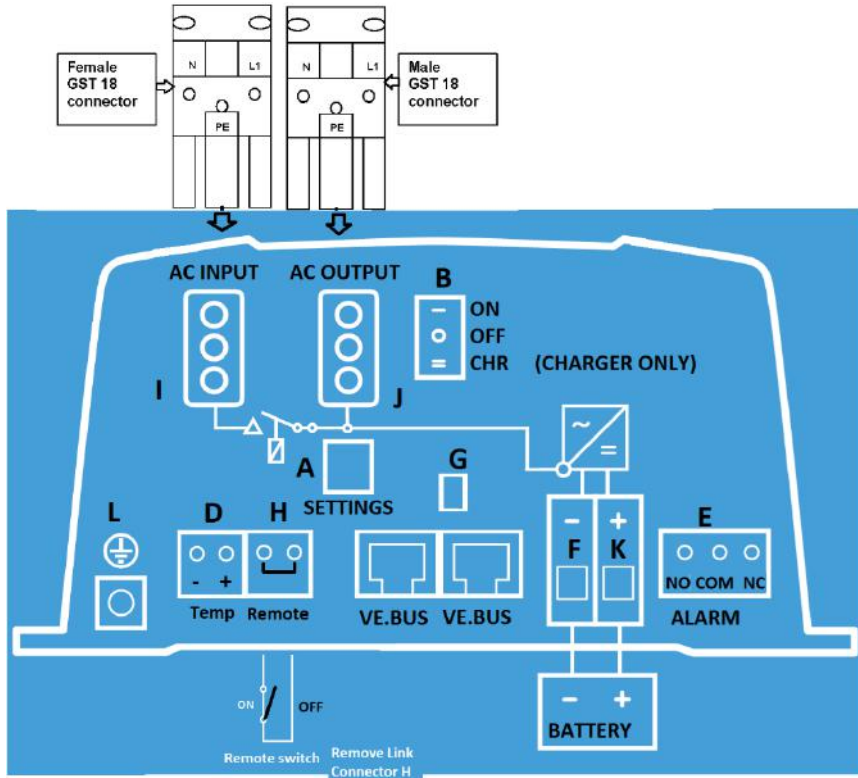 Female
GST 18
connector
N L1
PE
N L1
PE
Male
GST 18
connector
AC INPUT
AC OUTPUT
B
ON
OFF
CHR (CHARGER ONLY)
I
J
A
SETTINGS
G
~
=
L
D
- +
Temp
H
Remote
VE.BUS
VE.BUS
- +
F K
E
NO COM NC
ALARM
ON OFF
Remote switch
Remove Link
Connector H
- +
BATTERY